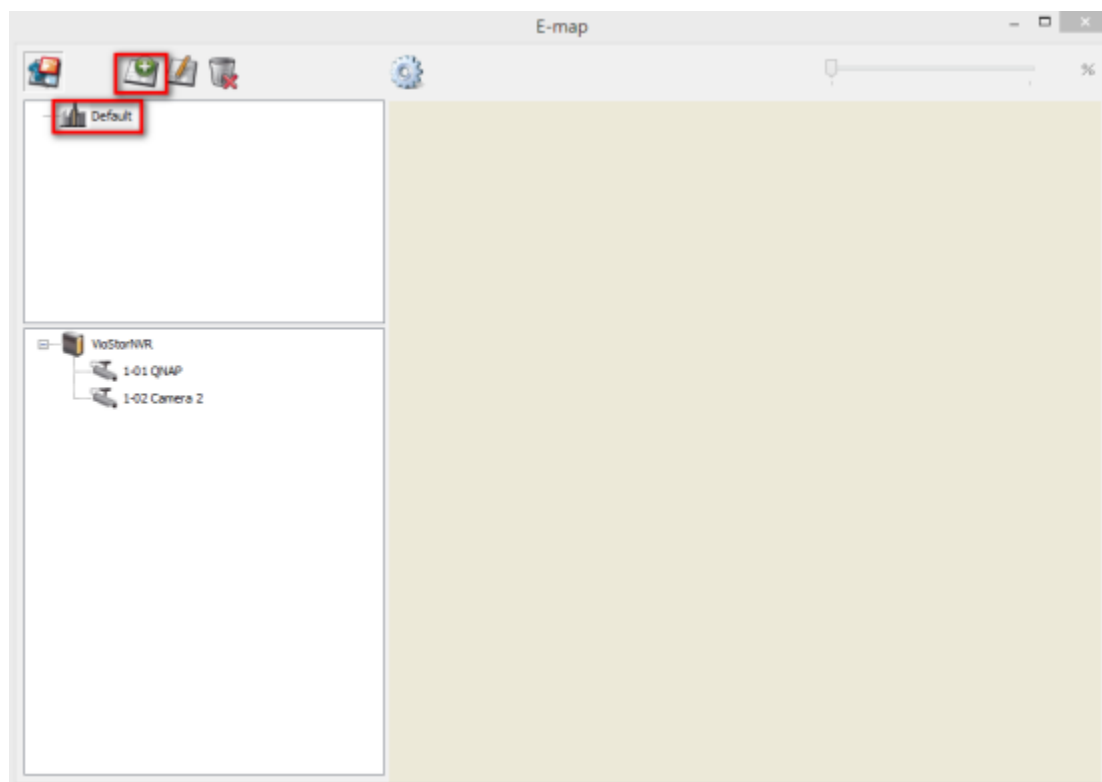 E-map
%
Default
VioStorNVR
1-01 QNAP
1-02 Camera 2